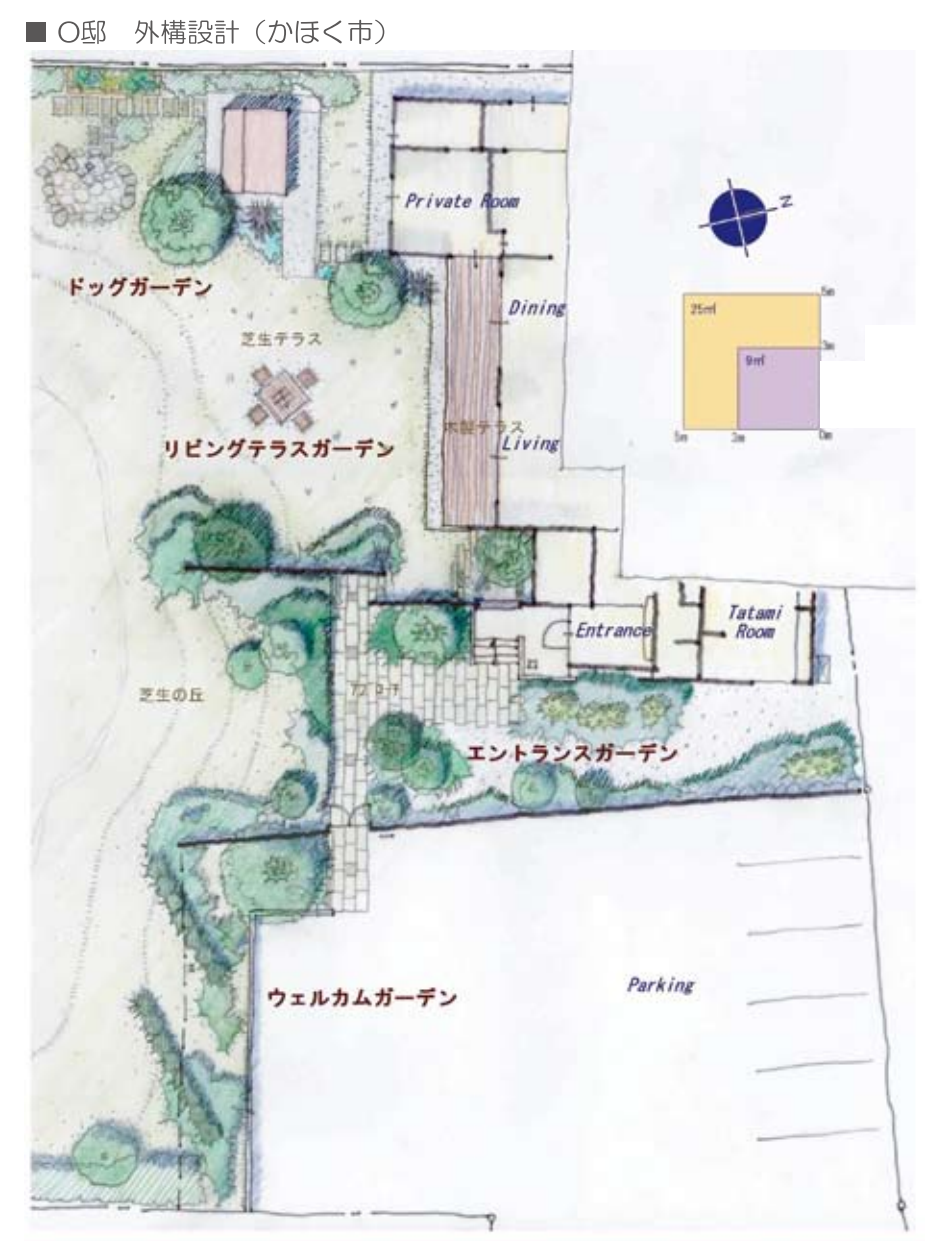 ■ ○邸　外構設計（かほく市）
Private Room
N
ドッグガーデン
Dining
5m
25㎡
芝生テラス
3m
9㎡
木製テラス
リビングテラスガーデン
Living
5m
3m
0m
Tatami
Room
Entrance
芝生の丘
エントランスガーデン
ウェルカムガーデン
Parking